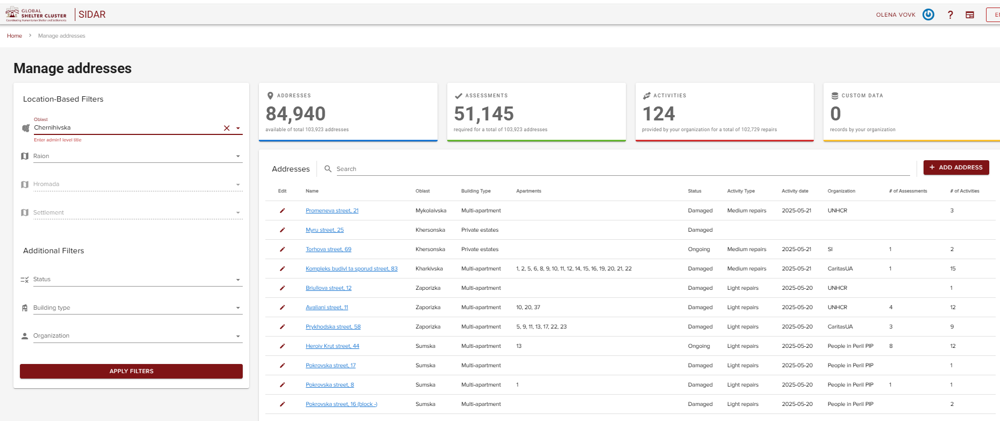 GLOBAL
SHELTER CLUSTER
Coordinating Humanitarian Shelter and Settlements
SIDAR
OLENA VOVK
?
EN
Home > Manage addresses
Manage addresses
Location-Based Filters
Oblast
Chernihivska
Enter admin1 level title
Raion
Hromada
Settlement
Additional Filters
Status
Building type
Organization
APPLY FILTERS
ADDRESSES
84,940
available of total 103,923 addresses
ASSESSMENTS
51,145
required for a total of 103,923 addresses
ACTIVITIES
124
provided by your organization for a total of 102,729 repairs
CUSTOM DATA
0
records by your organization
Addresses
Search
+ ADD ADDRESS
Edit Name Oblast Building Type Apartments Status Activity Type Activity date Organization # of Assessments # of Activities
Promeneva street, 21 Mykolaivska Multi-apartment Damaged Medium repairs 2025-05-21 UNHCR 3
Myru street, 25 Khersonska Private estates Damaged
Torhova street, 69 Khersonska Private estates Ongoing Medium repairs 2025-05-21 SI 1 2
Kompleks budivl ta sporud street, 83 Kharkivska Multi-apartment 1, 2, 5, 6, 8, 9, 10, 11, 12, 14, 15, 16, 19, 20, 21, 22 Damaged Medium repairs 2025-05-21 CaritasUA 1 15
Briullova street, 12 Zaporizka Multi-apartment Damaged Light repairs 2025-05-20 UNHCR 1
Avaliani street, 11 Zaporizka Multi-apartment 10, 20, 37 Damaged Light repairs 2025-05-20 UNHCR 4 12
Prykhodska street, 58 Zaporizka Multi-apartment 5, 9, 11, 13, 17, 22, 23 Damaged Light repairs 2025-05-20 CaritasUA 3 9
Heroiv Krut street, 44 Sumska Multi-apartment 13 Ongoing Light repairs 2025-05-20 People in Peril PIP 8 12
Pokrovska street, 17 Sumska Multi-apartment Damaged Light repairs 2025-05-20 People in Peril PIP 1
Pokrovska street, 8 Sumska Multi-apartment 1 Damaged Light repairs 2025-05-20 People in Peril PIP 1 1
Pokrovska street, 16 (block -) Sumska Multi-apartment Damaged Light repairs 2025-05-20 People in Peril PIP 2